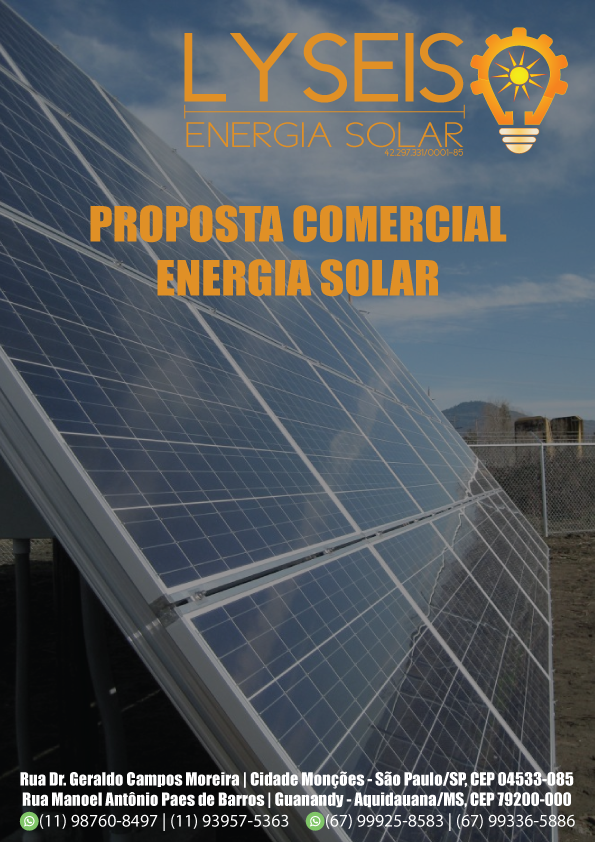 LYSEIS
ENERGIA SOLAR
42.297.331/0001-85
PROPOSTA COMERCIAL
ENERGIA SOLAR
Rua Dr. Geraldo Campos Moreira | Cidade Monções - São Paulo/SP, CEP 04533-085
Rua Manoel Antônio Paes de Barros | Guanandy - Aquidauana/MS, CEP 79200-000
(11) 98760-8497 | (11) 93957-5363 (67) 99925-8583 | (67) 99336-5886